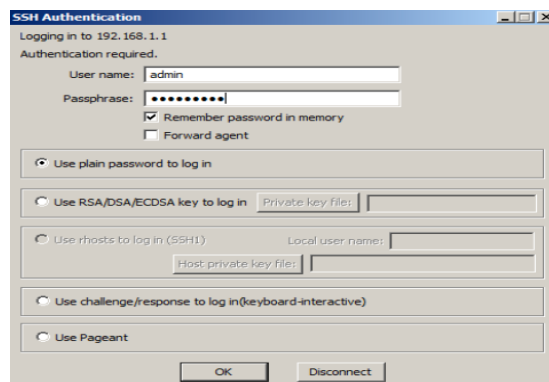 SSH Authentication
Logging in to 192.168.1.1
Authentication required.
User name: admin
Passphrase: •••••••••
Remember password in memory
Forward agent
Use plain password to log in
Use RSA/DSA/ECDSA key to log in Private key file:
Use rhosts to log in (SSH1) Local user name:
Host private key file:
Use challenge/response to log in(keyboard-interactive)
Use Pageant
OK Disconnect